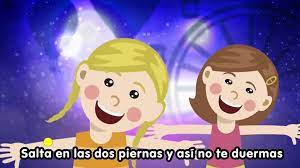 Salta en las dos piernas y así no te duermas